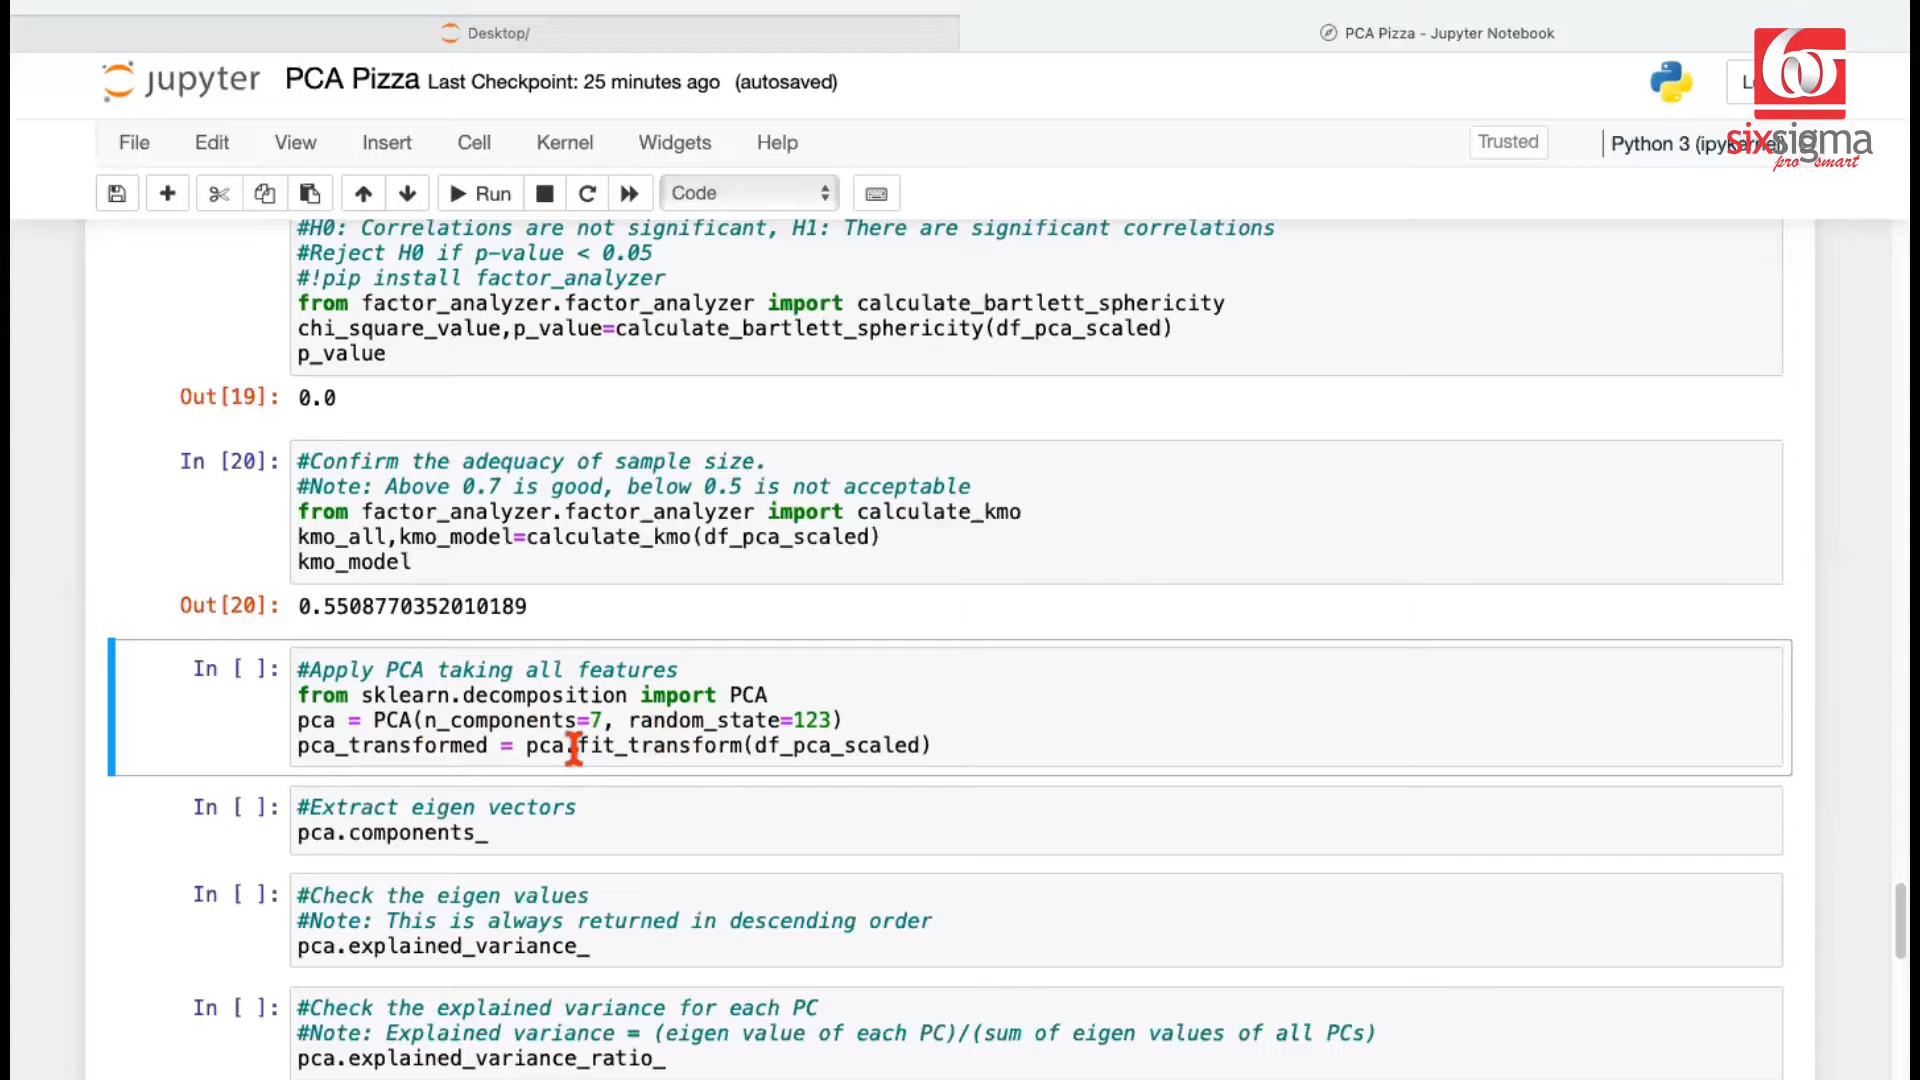 Desktop/
PCA Pizza - Jupyter Notebook
jupyter PCA Pizza Last Checkpoint: 25 minutes ago (autosaved)
sixsigma
pro smart
File Edit View Insert Cell Kernel Widgets Help
Trusted
Python 3
Run
Code
#H0: Correlations are not significant, H1: There are significant correlations
#Reject H0 if p-value < 0.05
#!pip install factor_analyzer
from factor_analyzer.factor_analyzer import calculate_bartlett_sphericity
chi_square_value,p_value=calculate_bartlett_sphericity(df_pca_scaled)
p_value
Out[19]: 0.0
In [20]: #Confirm the adequacy of sample size.
#Note: Above 0.7 is good, below 0.5 is not acceptable
from factor_analyzer.factor_analyzer import calculate_kmo
kmo_all,kmo_model=calculate_kmo(df_pca_scaled)
kmo_model
Out[20]: 0.5508770352010189
In [ ]: #Apply PCA taking all features
from sklearn.decomposition import PCA
pca = PCA(n_components=7, random_state=123)
pca_transformed = pca.fit_transform(df_pca_scaled)
In [ ]: #Extract eigen vectors
pca.components_
In [ ]: #Check the eigen values
#Note: This is always returned in descending order
pca.explained_variance_
In [ ]: #Check the explained variance for each PC
#Note: Explained variance = (eigen value of each PC)/(sum of eigen values of all PCs)
pca.explained_variance_ratio_